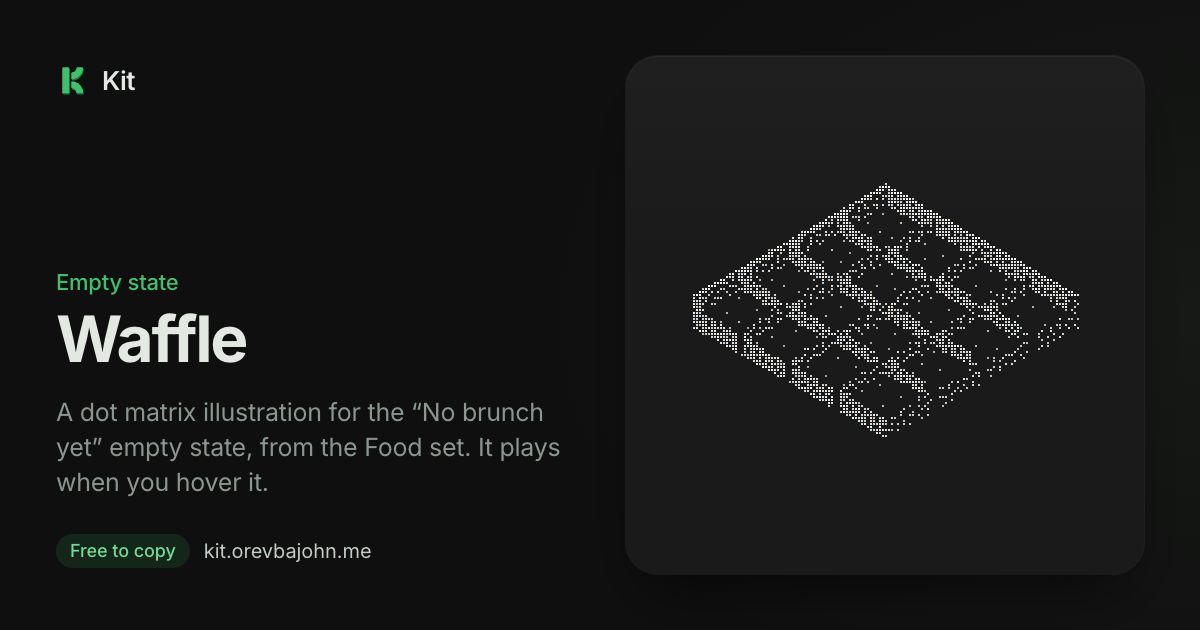 Kit
Empty state
Waffle
A dot matrix illustration for the “No brunch
yet” empty state, from the Food set. It plays
when you hover it.
Free to copy kit.orevbajohn.me